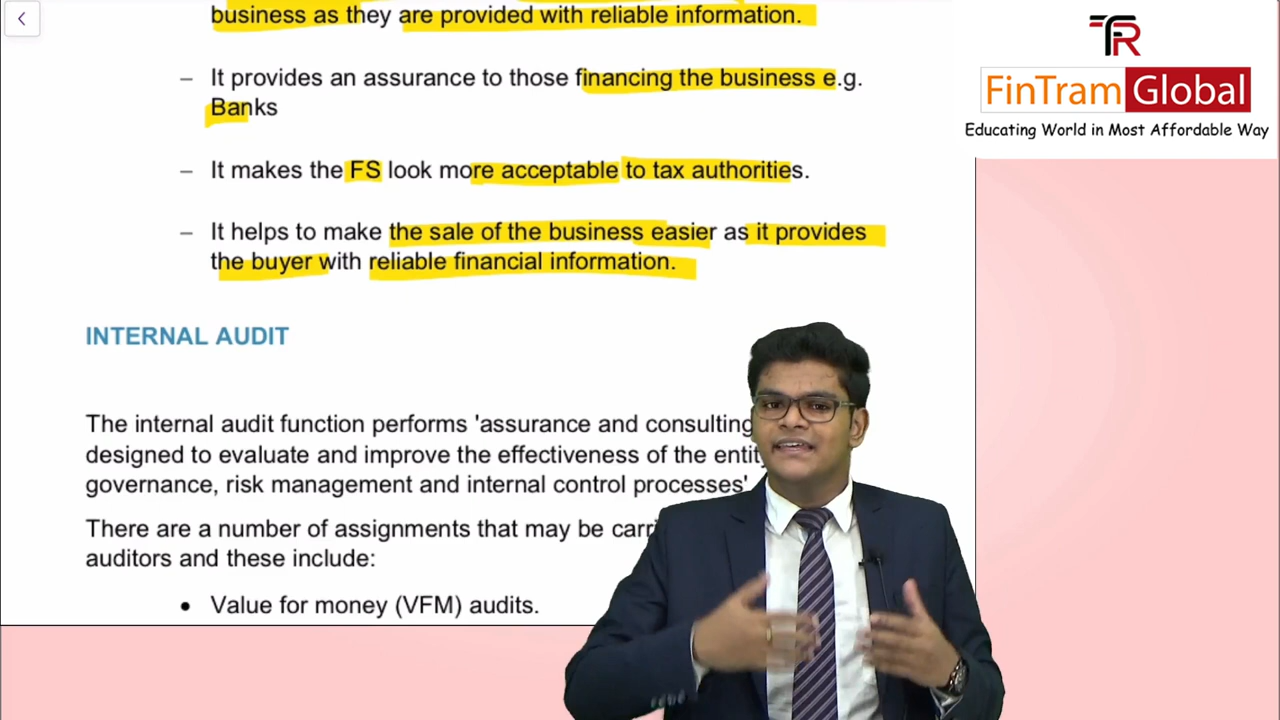 business as they are provided with reliable information.
– It provides an assurance to those financing the business e.g.
Banks
– It makes the FS look more acceptable to tax authorities.
– It helps to make the sale of the business easier as it provides
the buyer with reliable financial information.
INTERNAL AUDIT
The internal audit function performs 'assurance and consulting
designed to evaluate and improve the effectiveness of the
governance, risk management and internal control processes'
There are a number of assignments that may be
auditors and these include:
• Value for money (VFM) audits.
TR
FinTram Global
Educating World in Most Affordable Way